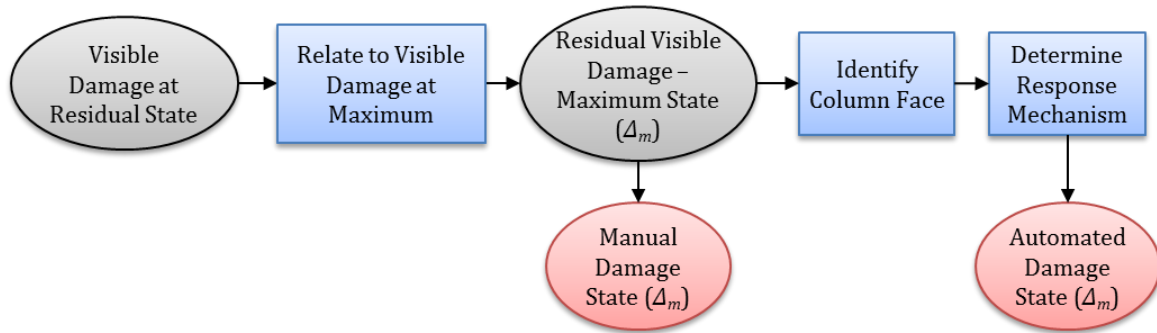 Visible
Damage at
Residual State
Relate to Visible
Damage at
Maximum
Residual Visible
Damage –
Maximum State
(Δm)
Identify
Column Face
Determine
Response
Mechanism
Manual
Damage
State (Δm)
Automated
Damage
State (Δm)